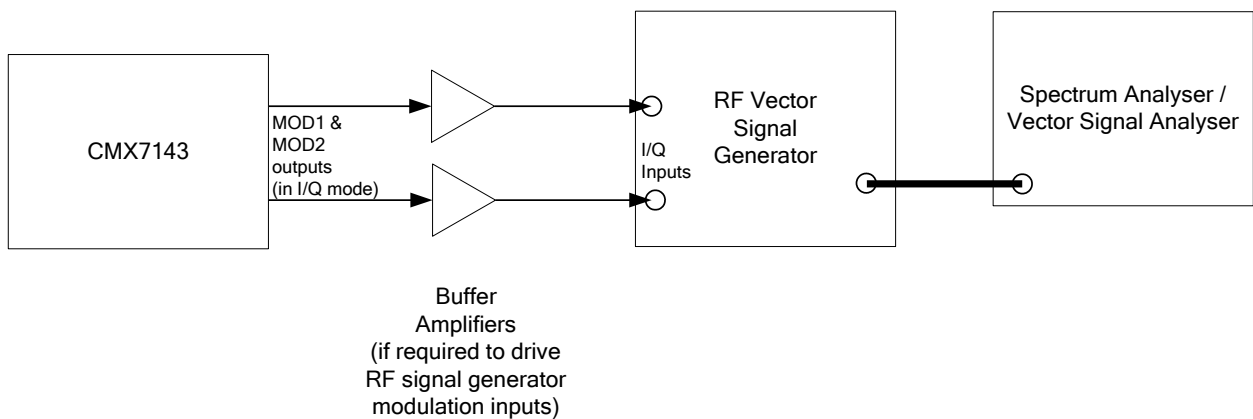 CMX7143
MOD1 &
MOD2
outputs
(in I/Q mode)
I/Q
Inputs
RF Vector
Signal
Generator
Spectrum Analyser /
Vector Signal Analyser
Buffer
Amplifiers
(if required to drive
RF signal generator
modulation inputs)